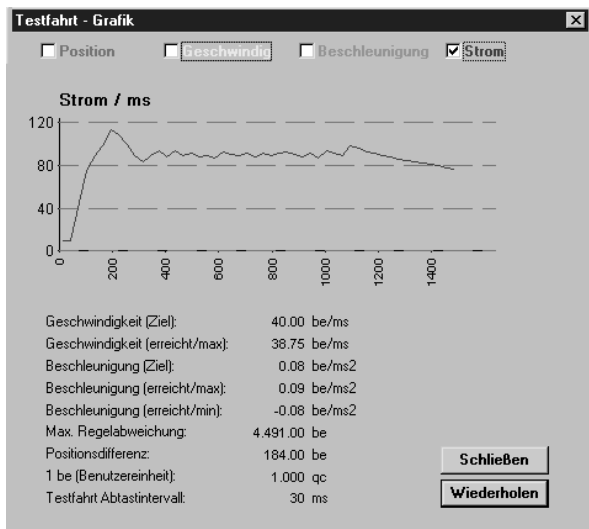 Testfahrt - Grafik
Position Geschwindig Beschleunigung Strom
Strom / ms
120
80
40
0
0 200 400 600 800 1000 1200 1400
Geschwindigkeit (Ziel): 40.00 be/ms
Geschwindigkeit (erreicht/max): 38.75 be/ms
Beschleunigung (Ziel): 0.08 be/ms2
Beschleunigung (erreicht/max): 0.09 be/ms2
Beschleunigung (erreicht/min): -0.08 be/ms2
Max. Regelabweichung: 4.491.00 be
Positionsdifferenz: 184.00 be
1 be (Benutzereinheit): 1.000 qc
Testfahrt Abtastintervall: 30 ms
Schließen
Wiederholen